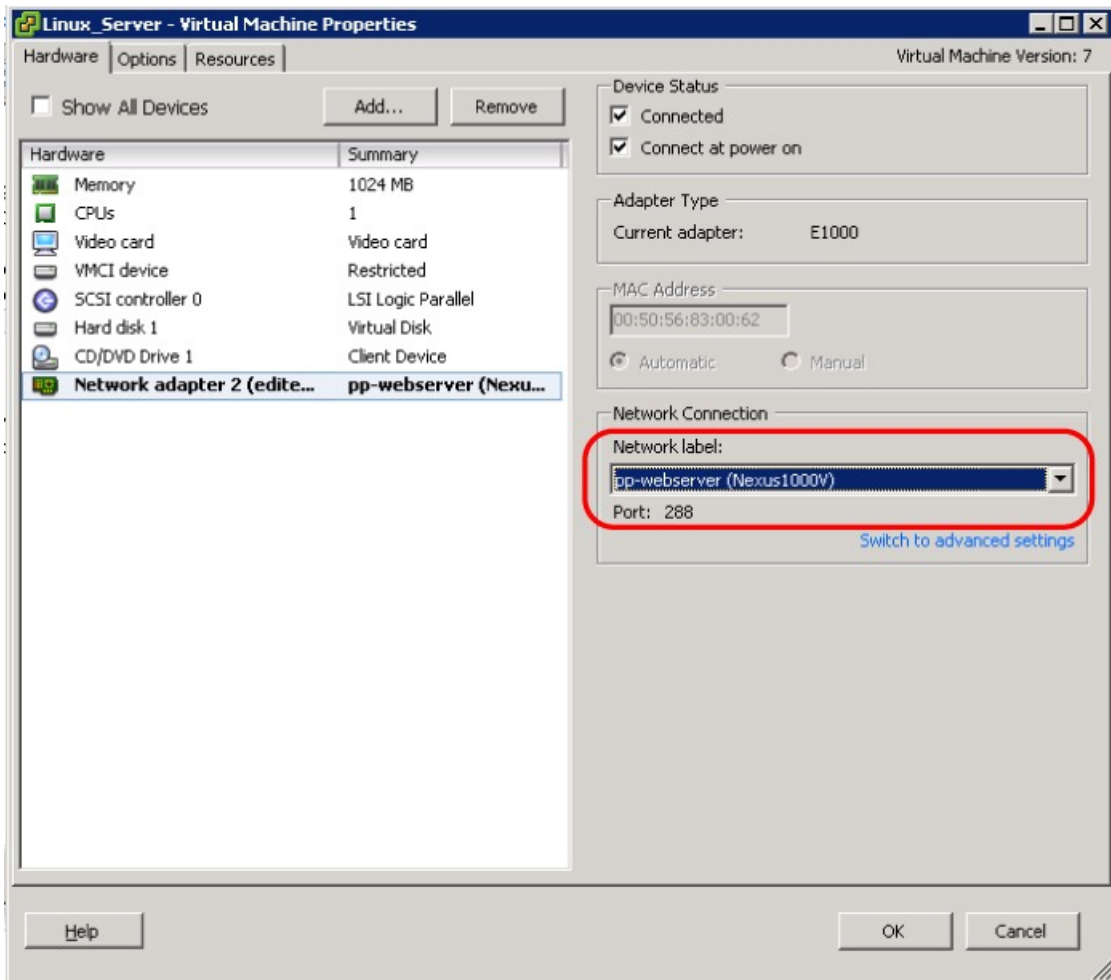 Linux_Server - Virtual Machine Properties
Hardware Options Resources
Virtual Machine Version: 7
Show All Devices
Add...
Remove
Hardware Summary
Memory 1024 MB
CPUs 1
Video card Video card
VMCI device Restricted
SCSI controller 0 LSI Logic Parallel
Hard disk 1 Virtual Disk
CD/DVD Drive 1 Client Device
Network adapter 2 (edite... pp-webserver (Nexu...
Device Status
Connected
Connect at power on
Adapter Type
Current adapter: E1000
MAC Address
00:50:56:83:00:62
Automatic Manual
Network Connection
Network label:
pp-webserver (Nexus1000V)
Port: 288
Switch to advanced settings
Help
OK
Cancel